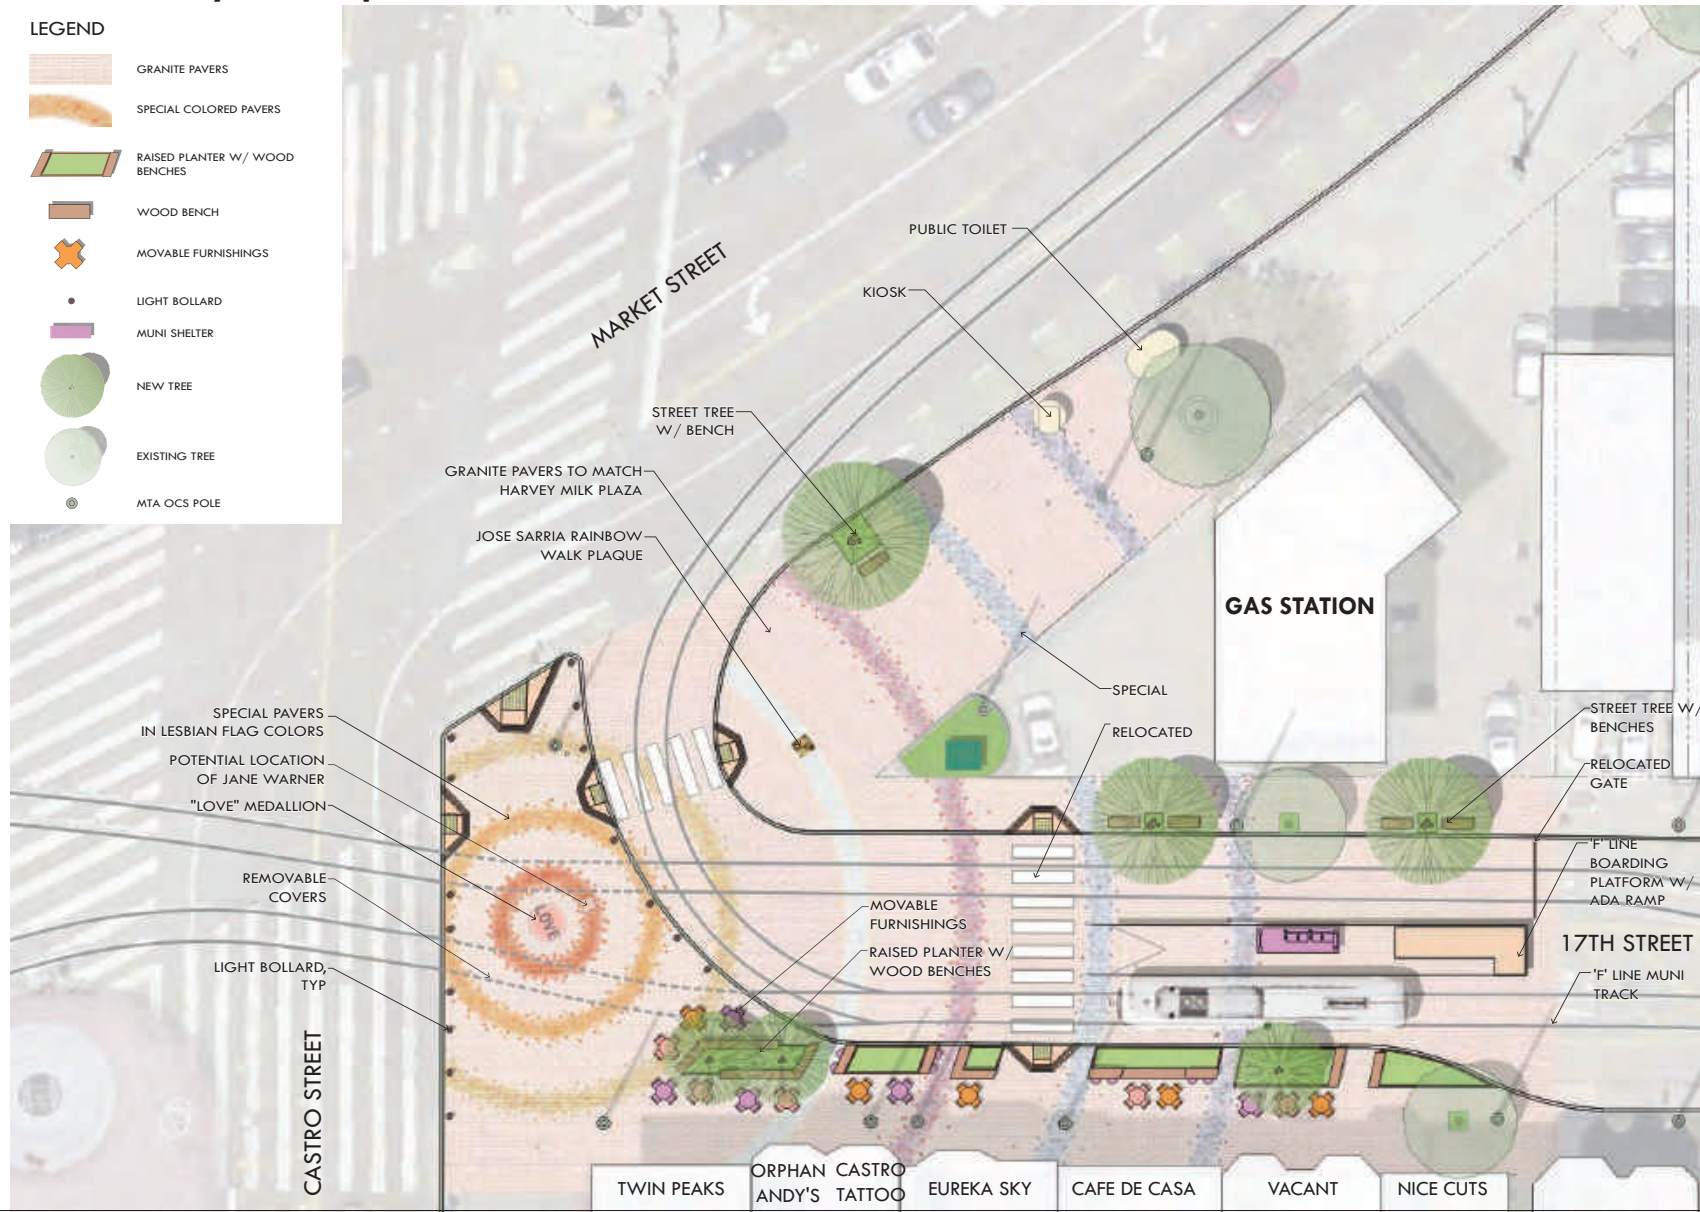 LEGEND
GRANITE PAVERS
SPECIAL COLORED PAVERS
RAISED PLANTER W/ WOOD
BENCHES
WOOD BENCH
MOVABLE FURNISHINGS
LIGHT BOLLARD
MUNI SHELTER
NEW TREE
EXISTING TREE
MTA OCS POLE
MARKET STREET
PUBLIC TOILET
KIOSK
STREET TREE
W/ BENCH
GRANITE PAVERS TO MATCH
HARVEY MILK PLAZA
JOSE SARRIA RAINBOW
WALK PLAQUE
GAS STATION
SPECIAL
RELOCATED
STREET TREE W/
BENCHES
RELOCATED
GATE
'F' LINE
BOARDING
PLATFORM W/
ADA RAMP
17TH STREET
'F' LINE MUNI
TRACK
SPECIAL PAVERS
IN LESBIAN FLAG COLORS
POTENTIAL LOCATION
OF JANE WARNER
"LOVE" MEDALLION
REMOVABLE
COVERS
LIGHT BOLLARD,
TYP
LOVE
MOVABLE
FURNISHINGS
RAISED PLANTER W/
WOOD BENCHES
CASTRO STREET
TWIN PEAKS
ORPHAN
ANDY'S
CASTRO
TATTOO
EUREKA SKY
CAFE DE CASA
VACANT
NICE CUTS